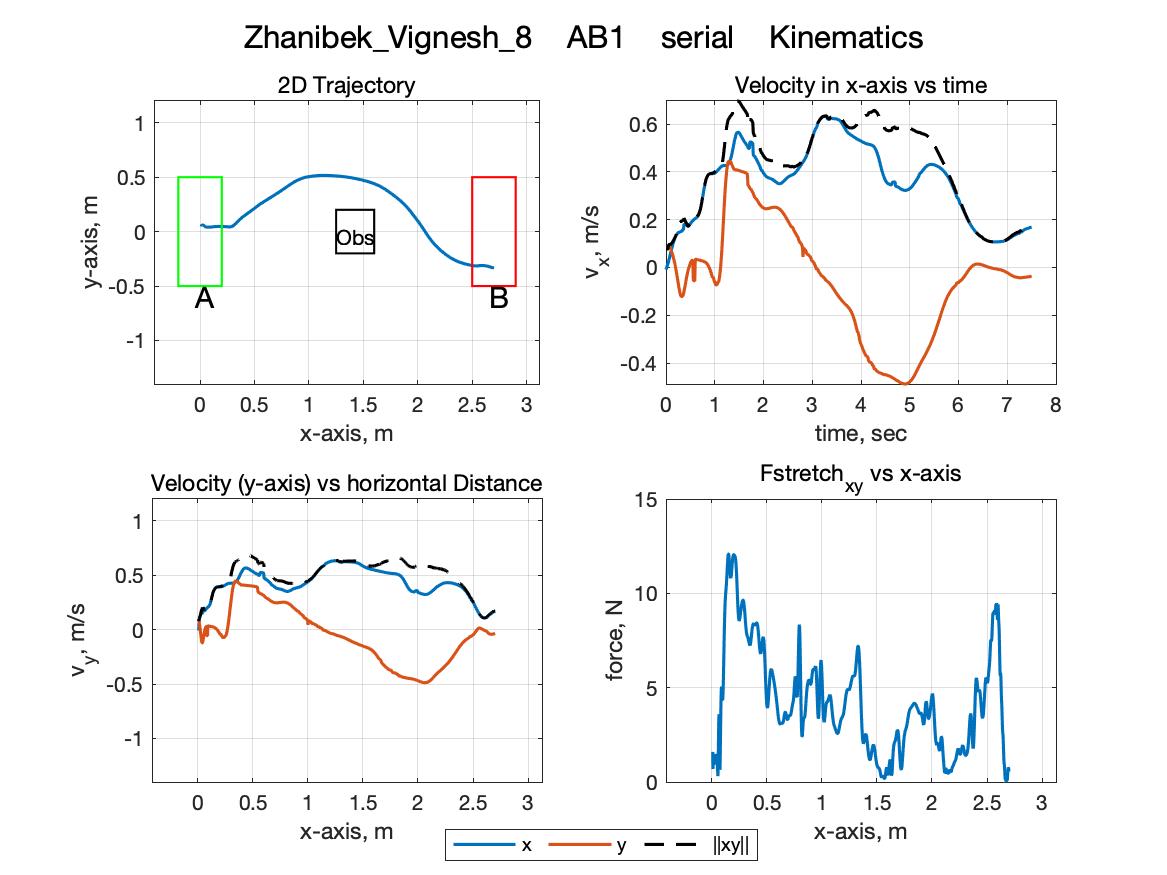 Zhanibek_Vignesh_8 AB1 serial Kinematics
2D Trajectory
1
0.5
0
-0.5
-1
y-axis, m
Obs
A
B
0 0.5 1 1.5 2 2.5 3
x-axis, m
Velocity in x-axis vs time
0.6
0.4
0.2
0
-0.2
-0.4
v_x, m/s
0 1 2 3 4 5 6 7 8
time, sec
Velocity (y-axis) vs horizontal Distance
1
0.5
0
-0.5
-1
v_y, m/s
0 0.5 1 1.5 2 2.5 3
x-axis, m
Fstretch_xy vs x-axis
15
10
5
0
force, N
0 0.5 1 1.5 2 2.5 3
x-axis, m
x y ||xy||